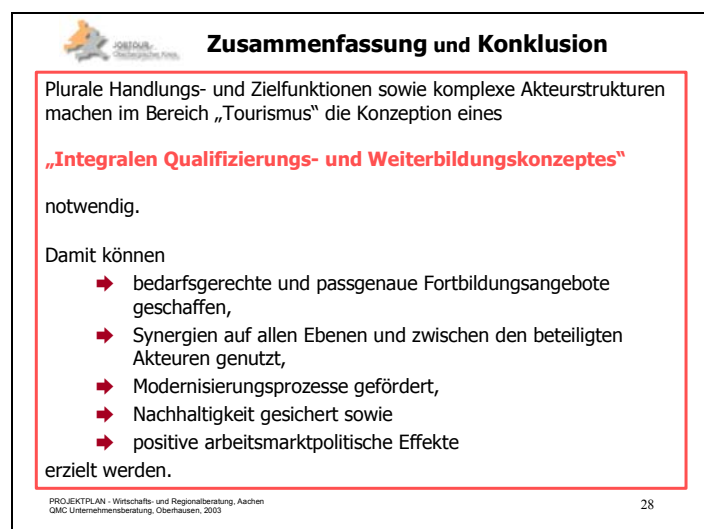 JOBTOUR
Oberbergischer Kreis
Zusammenfassung und Konklusion
Plurale Handlungs- und Zielfunktionen sowie komplexe Akteurstrukturen
machen im Bereich „Tourismus“ die Konzeption eines
„Integralen Qualifizierungs- und Weiterbildungskonzeptes“
notwendig.
Damit können
bedarfsgerechte und passgenaue Fortbildungsangebote
geschaffen,
Synergien auf allen Ebenen und zwischen den beteiligten
Akteuren genutzt,
Modernisierungsprozesse gefördert,
Nachhaltigkeit gesichert sowie
positive arbeitsmarktpolitische Effekte
erzielt werden.
PROJEKTPLAN - Wirtschafts- und Regionalberatung, Aachen
QMC Unternehmensberatung, Oberhausen, 2003
28